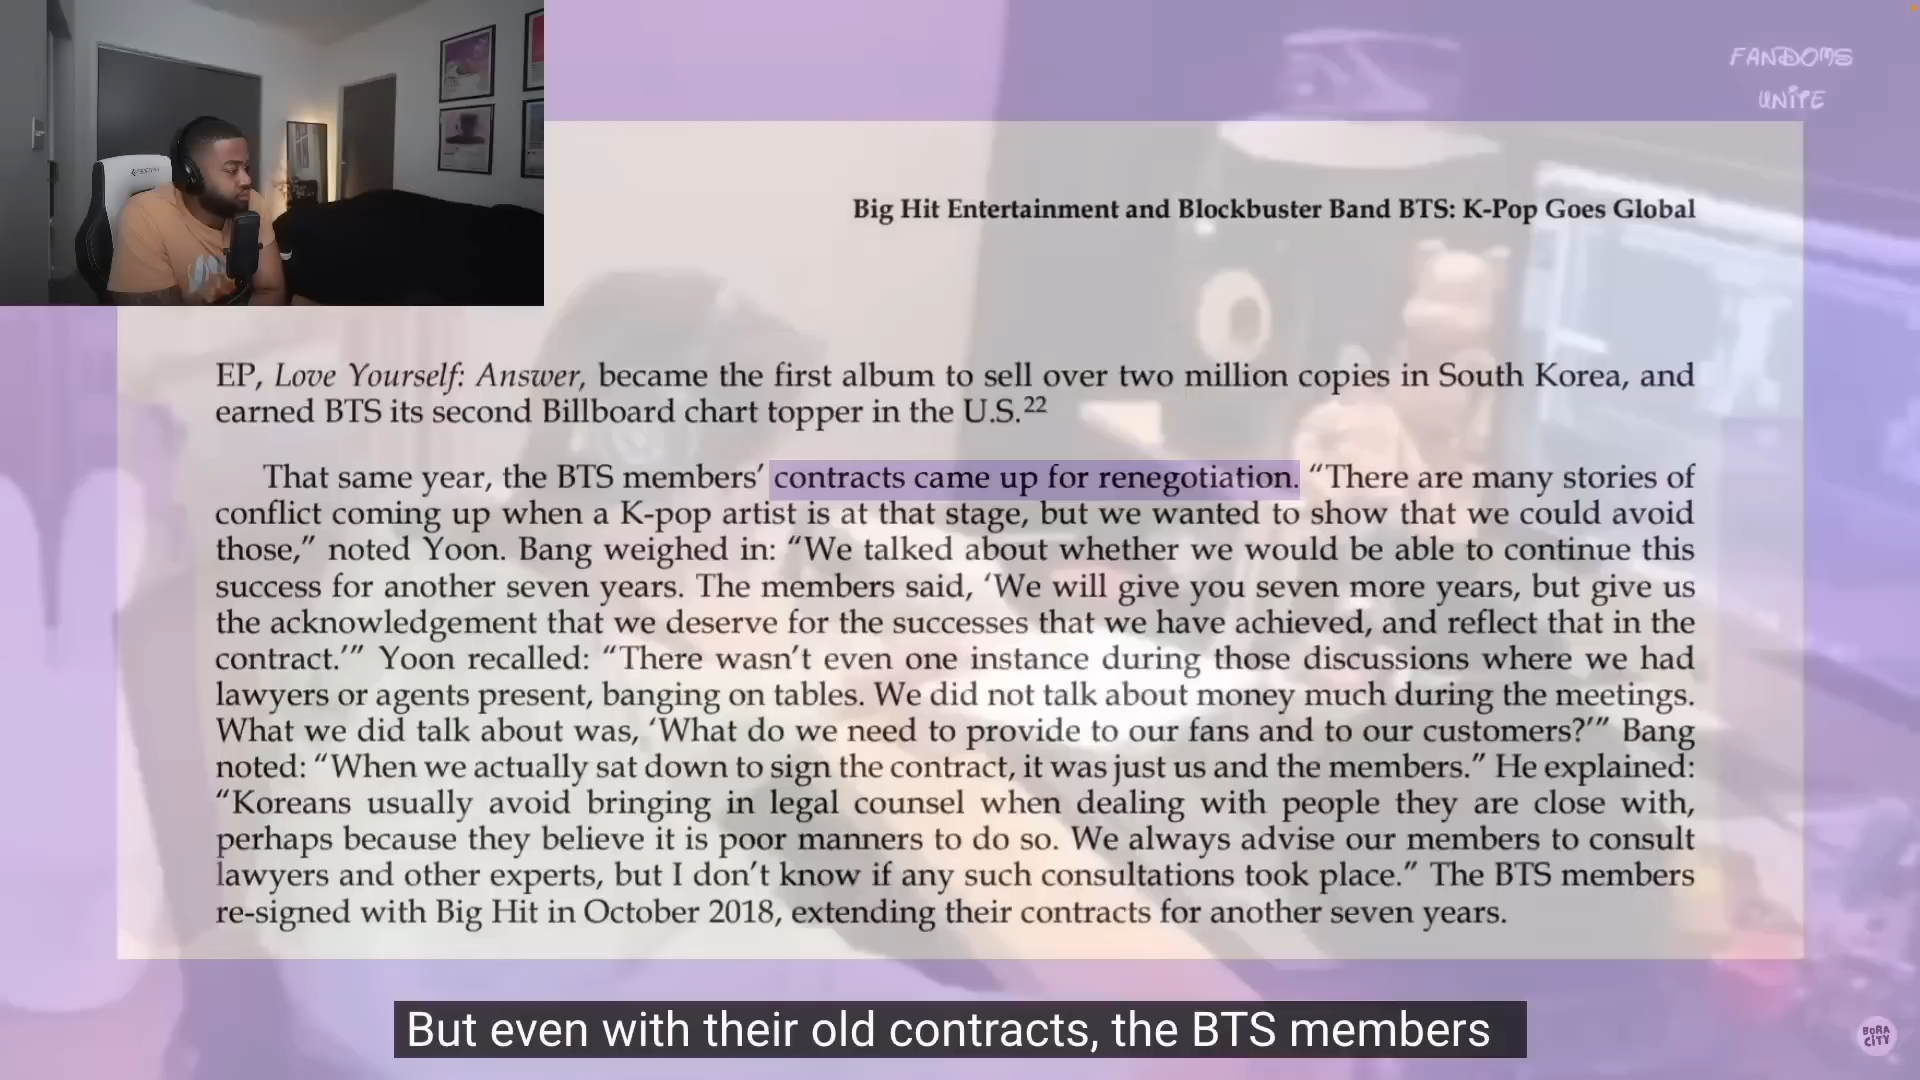 FANDOMS
UNITE
Big Hit Entertainment and Blockbuster Band BTS: K-Pop Goes Global
EP, Love Yourself: Answer, became the first album to sell over two million copies in South Korea, and
earned BTS its second Billboard chart topper in the U.S.22
That same year, the BTS members’ contracts came up for renegotiation. “There are many stories of
conflict coming up when a K-pop artist is at that stage, but we wanted to show that we could avoid
those,” noted Yoon. Bang weighed in: “We talked about whether we would be able to continue this
success for another seven years. The members said, ‘We will give you seven more years, but give us
the acknowledgement that we deserve for the successes that we have achieved, and reflect that in the
contract.’” Yoon recalled: “There wasn’t even one instance during those discussions where we had
lawyers or agents present, banging on tables. We did not talk about money much during the meetings.
What we did talk about was, ‘What do we need to provide to our fans and to our customers?’” Bang
noted: “When we actually sat down to sign the contract, it was just us and the members.” He explained:
“Koreans usually avoid bringing in legal counsel when dealing with people they are close with,
perhaps because they believe it is poor manners to do so. We always advise our members to consult
lawyers and other experts, but I don’t know if any such consultations took place.” The BTS members
re-signed with Big Hit in October 2018, extending their contracts for another seven years.
But even with their old contracts, the BTS members
BORA
CITY